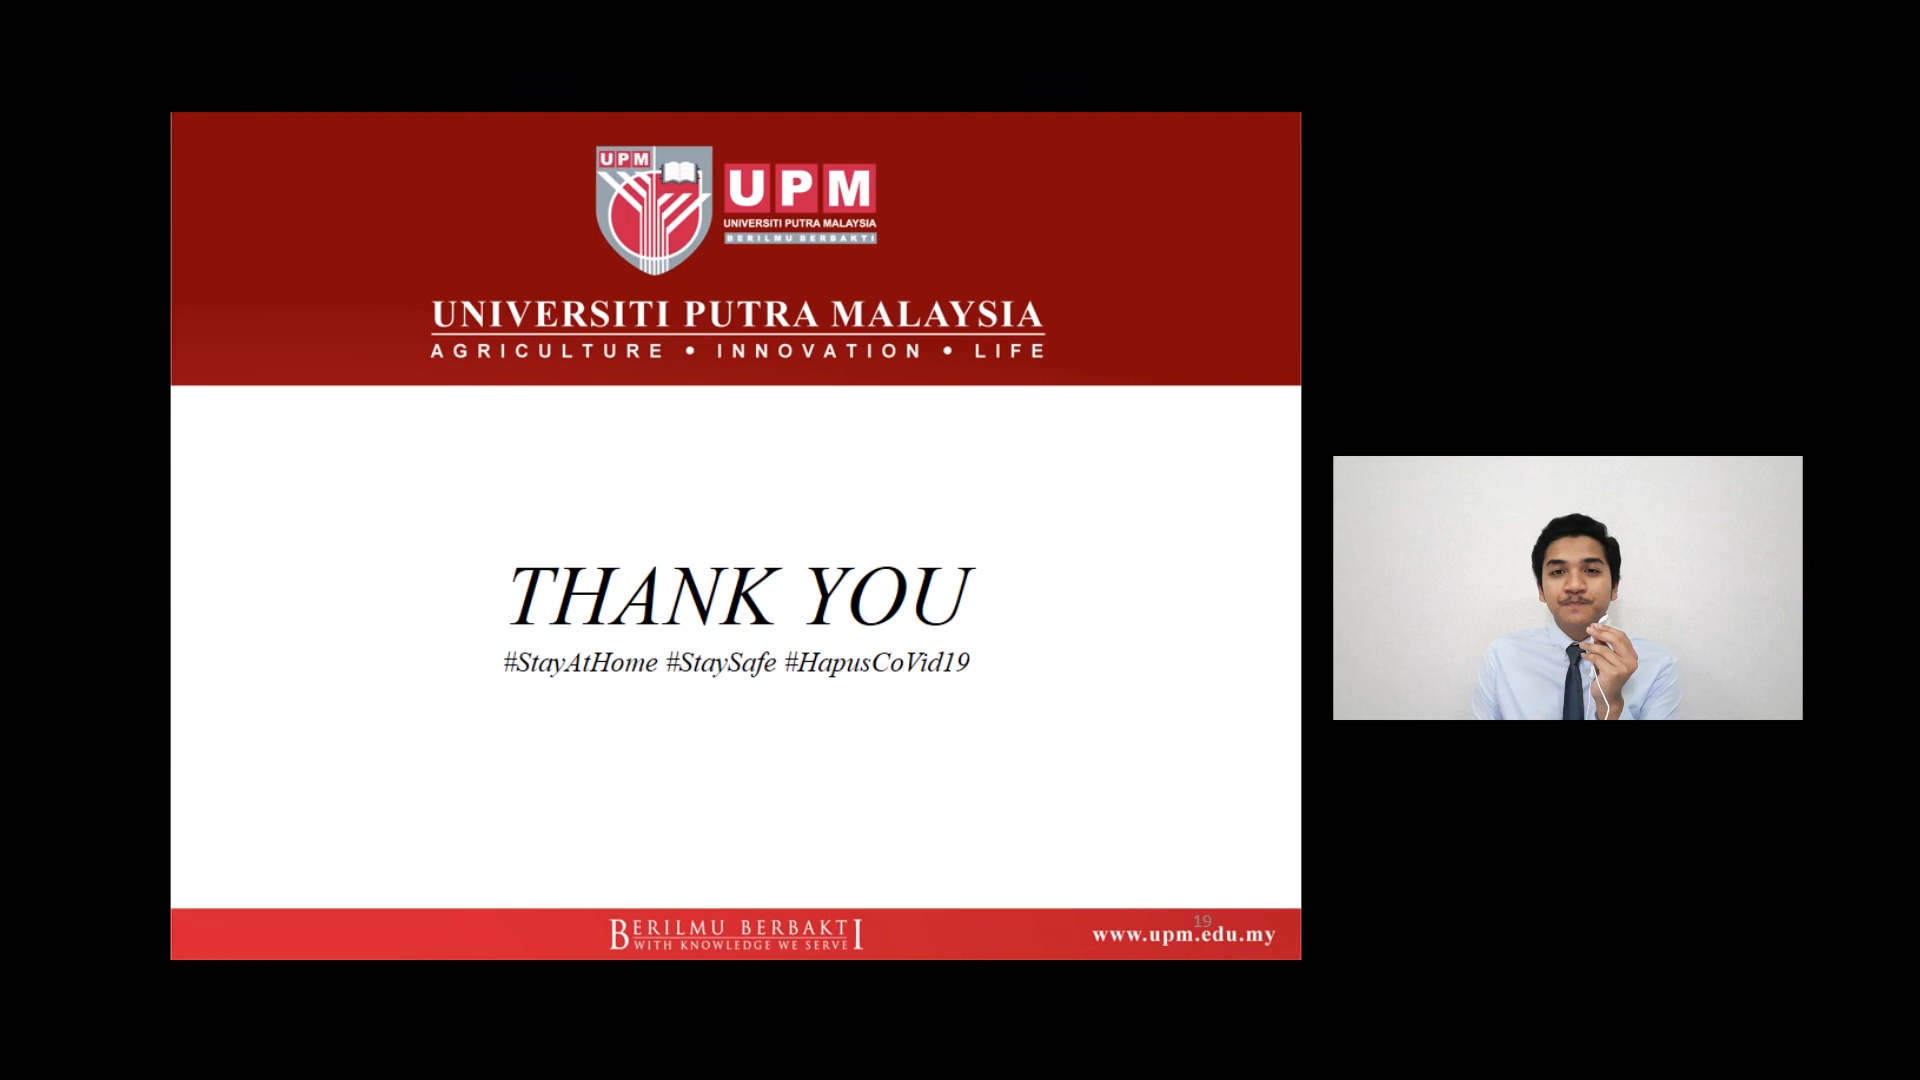 UPM
UPM
UNIVERSITI PUTRA MALAYSIA
BERILMU BERBAKTI
UNIVERSITI PUTRA MALAYSIA
AGRICULTURE • INNOVATION • LIFE
THANK YOU
#StayAtHome #StaySafe #HapusCoVid19
BERILMU BERBAKTI
WITH KNOWLEDGE WE SERVE
19
www.upm.edu.my